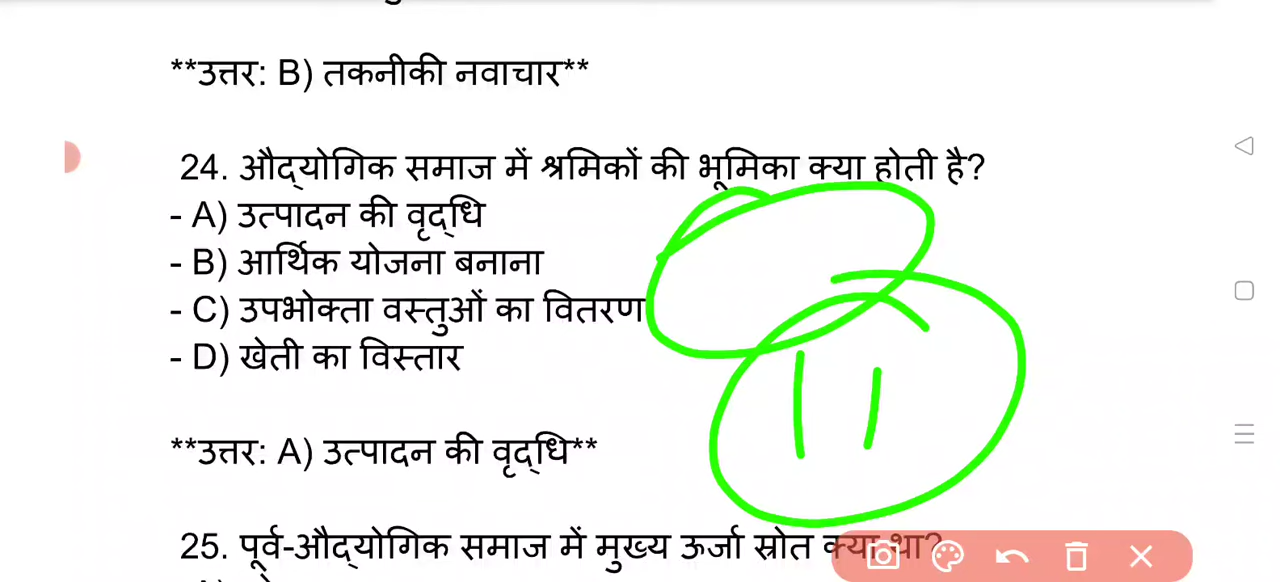 **उत्तर: B) तकनीकी नवाचार**
24. औद्योगिक समाज में श्रमिकों की भूमिका क्या होती है?
- A) उत्पादन की वृद्धि
- B) आर्थिक योजना बनाना
- C) उपभोक्ता वस्तुओं का वितरण
- D) खेती का विस्तार
**उत्तर: A) उत्पादन की वृद्धि**
11
25. पूर्व-औद्योगिक समाज में मुख्य ऊर्जा स्रोत क्या था?